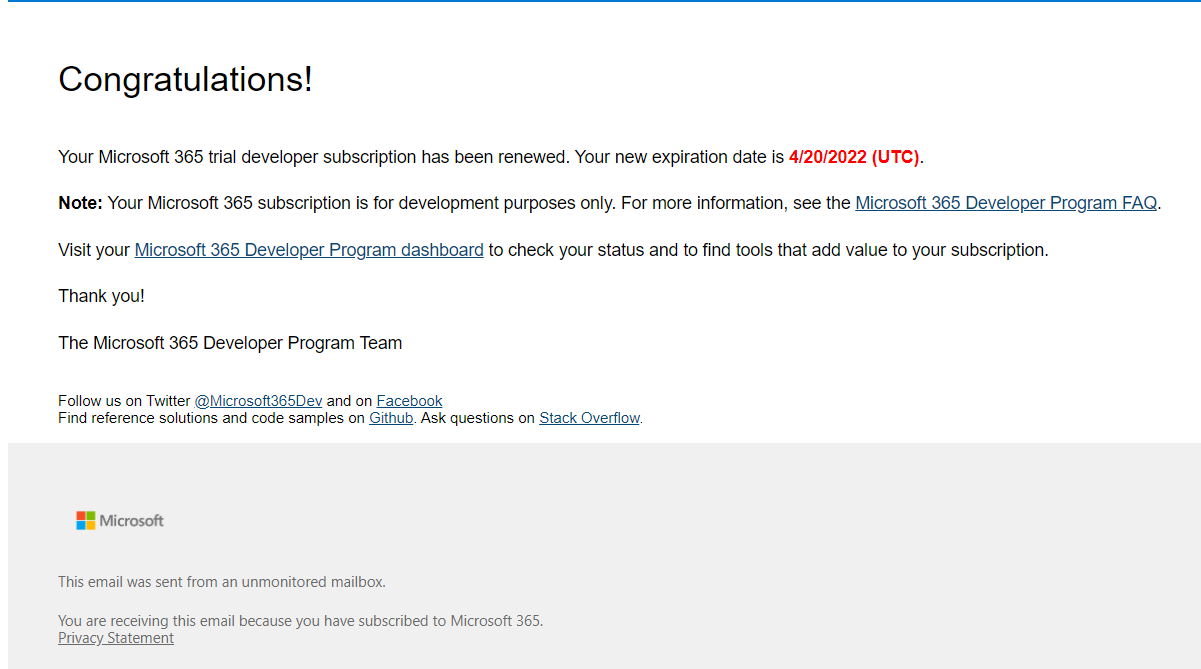 Congratulations!
Your Microsoft 365 trial developer subscription has been renewed. Your new expiration date is 4/20/2022 (UTC).
Note: Your Microsoft 365 subscription is for development purposes only. For more information, see the Microsoft 365 Developer Program FAQ.
Visit your Microsoft 365 Developer Program dashboard to check your status and to find tools that add value to your subscription.
Thank you!
The Microsoft 365 Developer Program Team
Follow us on Twitter @Microsoft365Dev and on Facebook
Find reference solutions and code samples on Github. Ask questions on Stack Overflow.
Microsoft
This email was sent from an unmonitored mailbox.
You are receiving this email because you have subscribed to Microsoft 365.
Privacy Statement